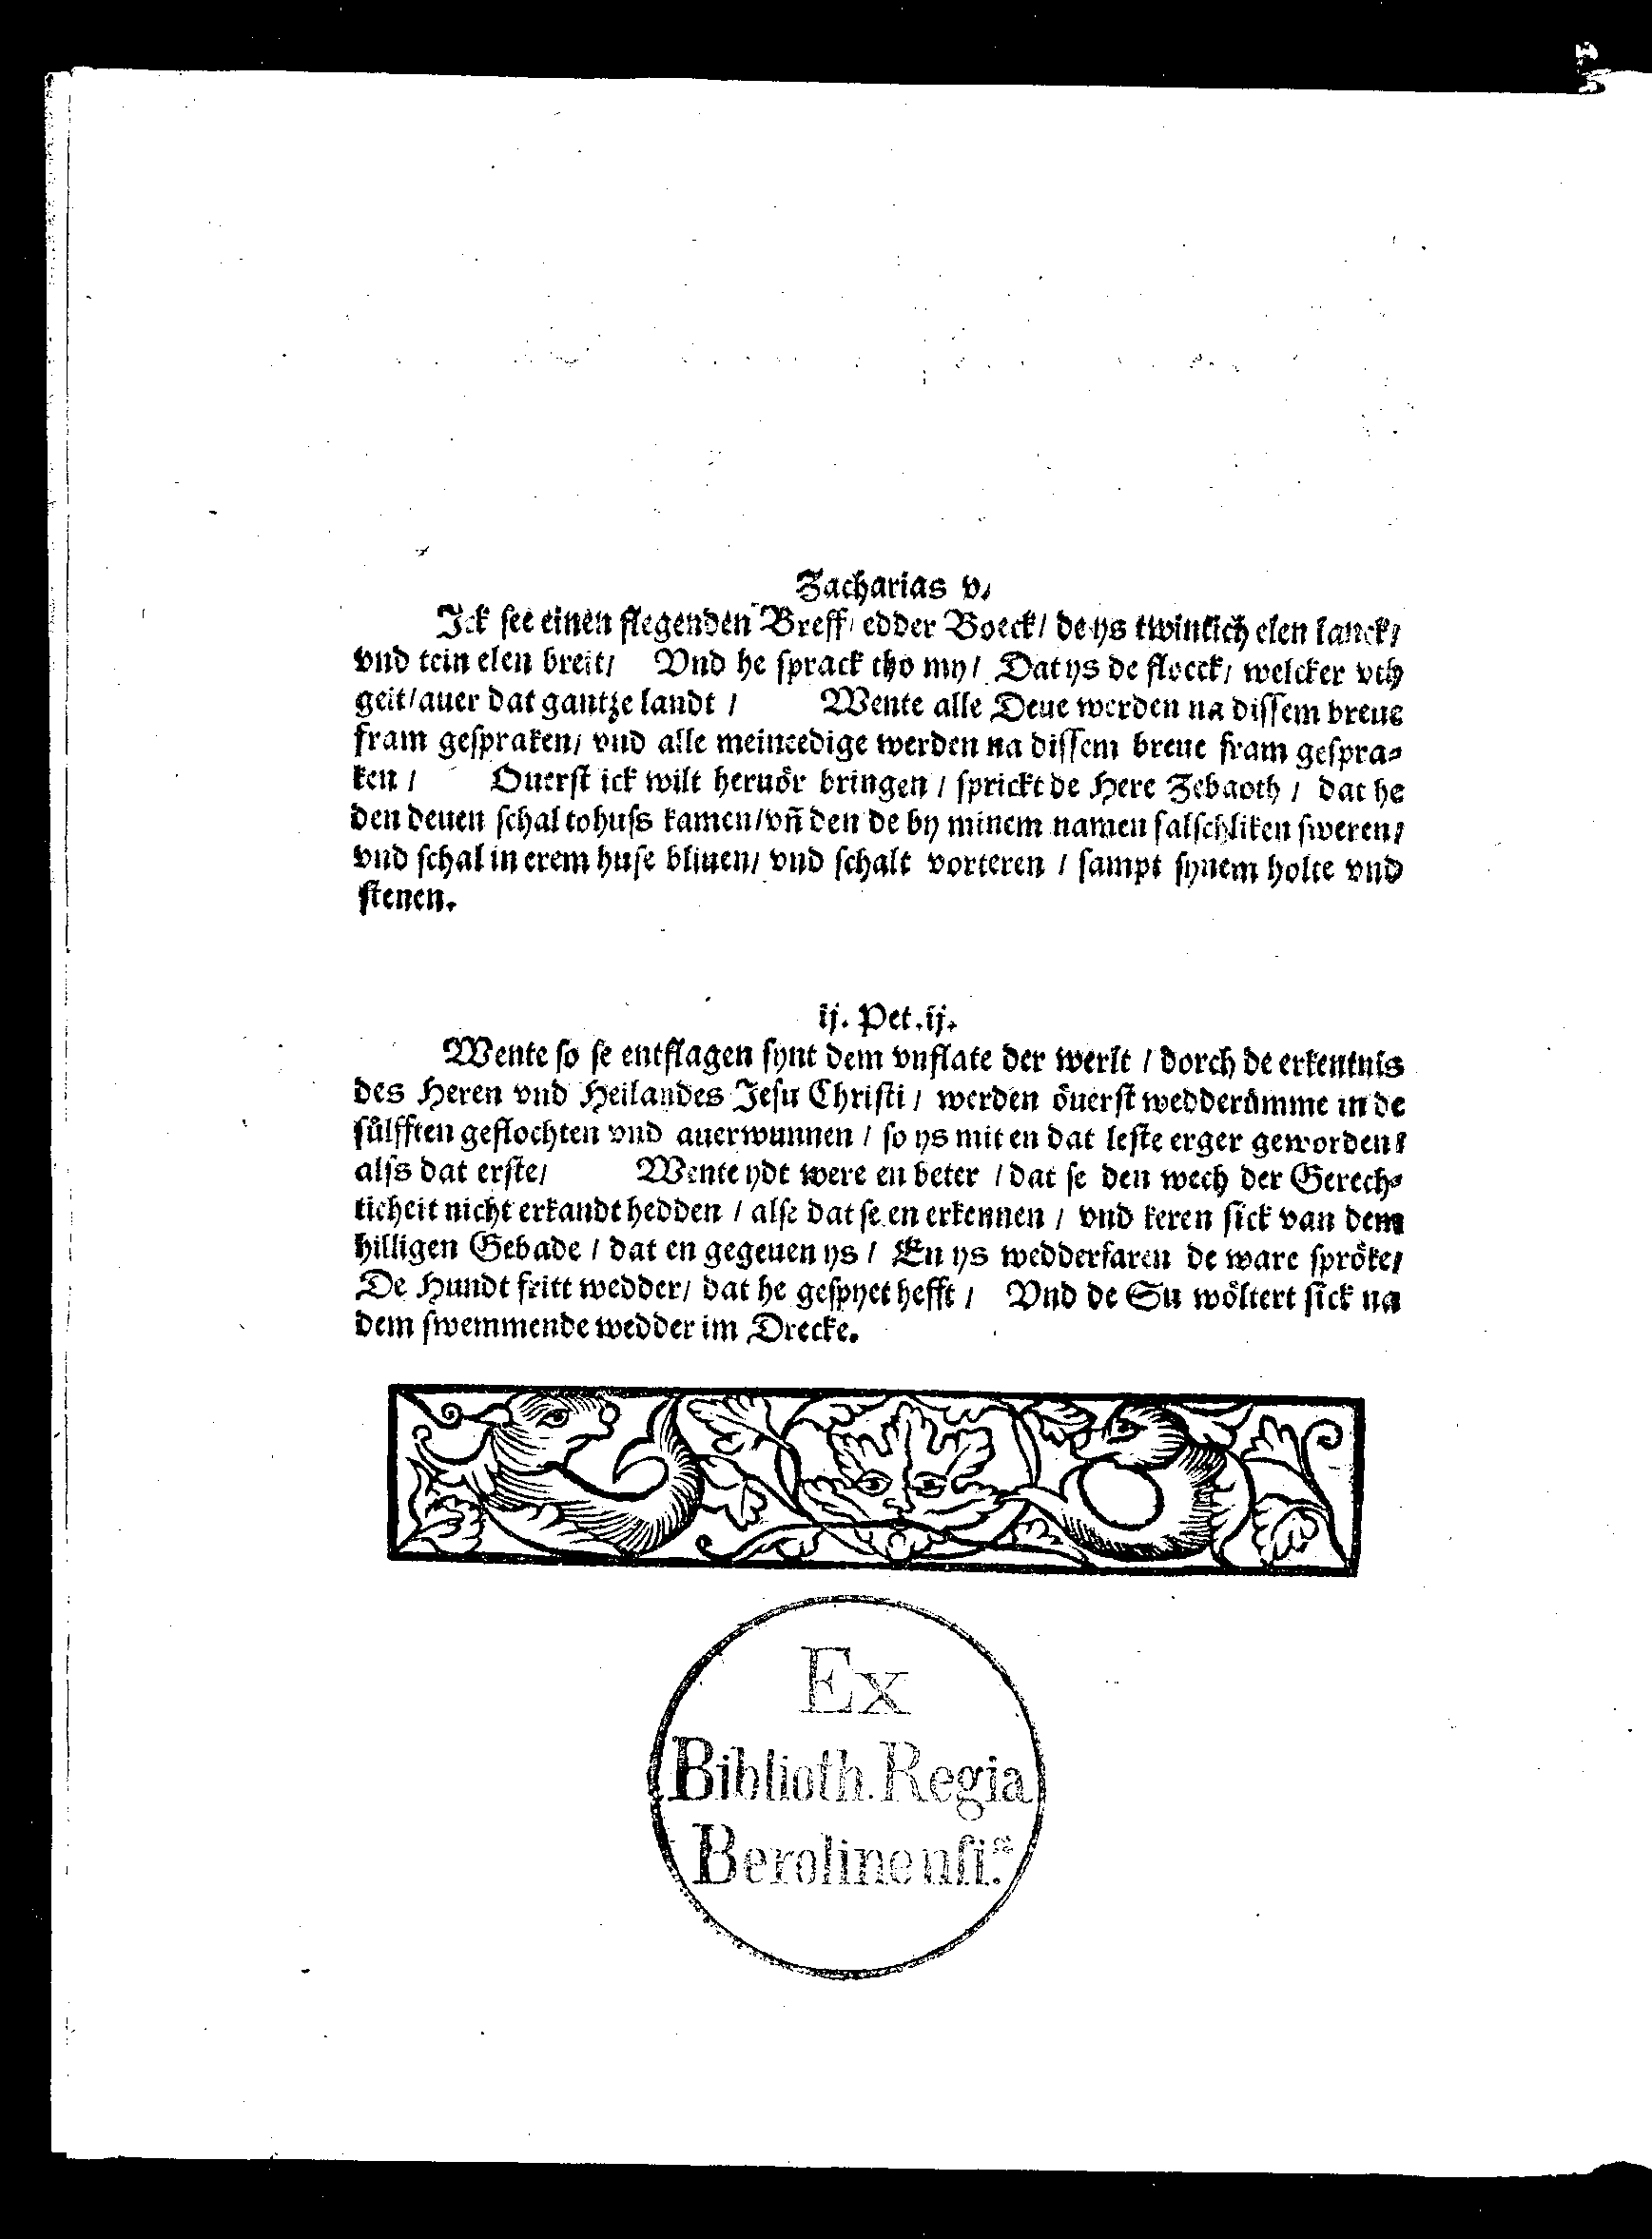 Zacharias v.
Jck see einen flegenden Breff/ edder Boeck/ de ys twintich elen lanck/
vnd tein elen breit/ Vnd he sprack tho my/ Dat ys de floeck/ welcker vth
geit/auer dat gantze landt / Wente alle Deue werden na dissem breue
fram gespraken/ vnd alle meineedige werden na dissem breue fram gespra⸗
ken / Ouerst ick wilt heruör bringen / sprickt de Here Zebaoth / dat he
den deuen schal tohuss kamen/vñ den de by minem namen falschliken sweren/
vnd schal in erem huse bliuen/ vnd schalt vorteren / sampt synem holte vnd
stenen.
ij. Pet.ij.
Wente so se entflagen synt dem vnflate der werlt / dorch de erkentnis
des Heren vnd Heilandes Jesu Christi / werden öuerst wedderümme in de
sülfften geflochten vnd auerwunnen / so ys mit en dat leste erger geworden/
alss dat erste/ Wente ydt were en beter / dat se den wech der Gerech⸗
ticheit nicht erkandt hedden / alse dat se en erkennen / vnd keren sick van dem
hilligen Gebade / dat en gegeuen ys / En ys wedderfaren de ware spröke/
De Hundt fritt wedder/ dat he gespyet hefft / Vnd de Su wöltert sick na
dem swemmende wedder im Drecke.
Ex
Biblioth. Regia
Berolinensi.